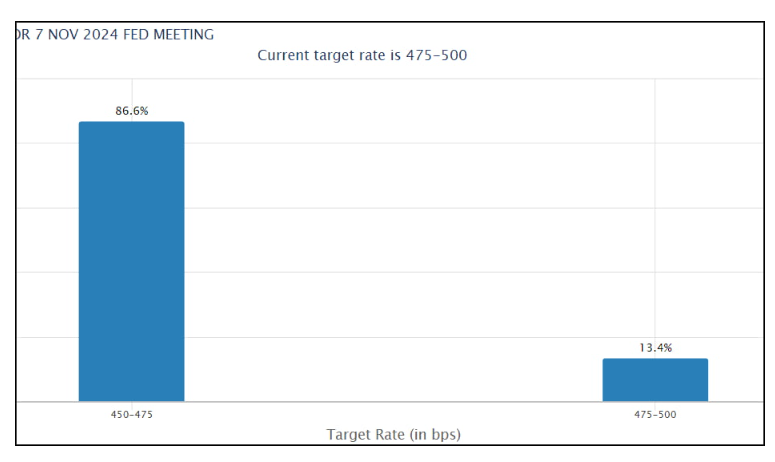 OR 7 NOV 2024 FED MEETING
Current target rate is 475–500
86.6%
13.4%
450–475
475–500
Target Rate (in bps)